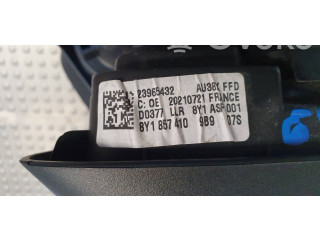 23965432 AU38X FFD
C: OE 20210721 FRANCE
D0377 LLR 8Y1 ASP001
8Y1 857 410 9B9 07S